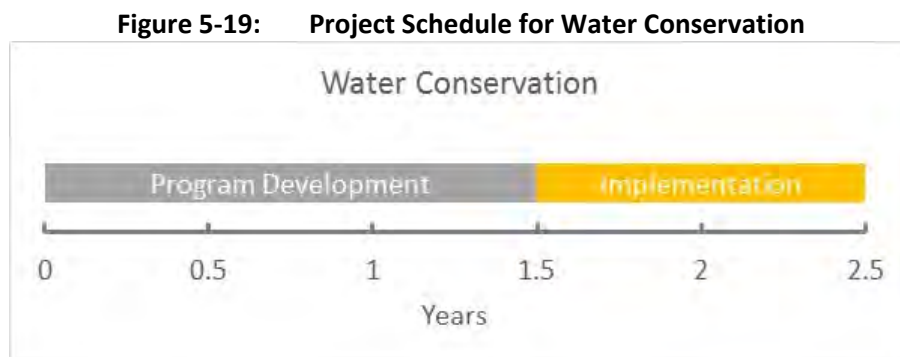 Figure 5-19: Project Schedule for Water Conservation
Water Conservation
Program Development Implementation
0 0.5 1 1.5 2 2.5
Years